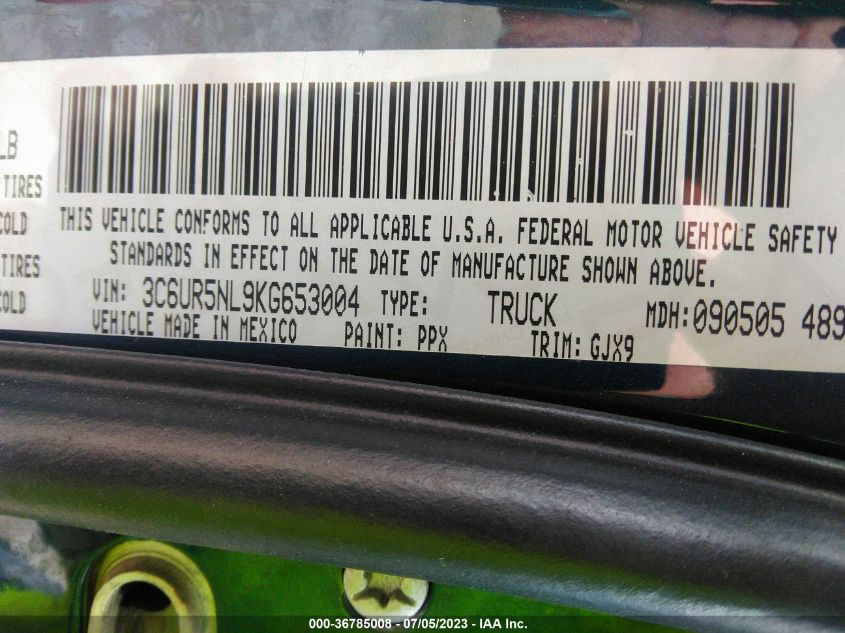 LB
TIRES
COLD
TIRES
COLD
THIS VEHICLE CONFORMS TO ALL APPLICABLE U.S.A. FEDERAL MOTOR VEHICLE SAFETY
STANDARDS IN EFFECT ON THE DATE OF MANUFACTURE SHOWN ABOVE.
VIN: 3C6UR5NL9KG653004 TYPE: TRUCK MDH: 090505 489
VEHICLE MADE IN MEXICO PAINT: PPX TRIM: GJX9
000-36785008 - 07/05/2023 - IAA Inc.